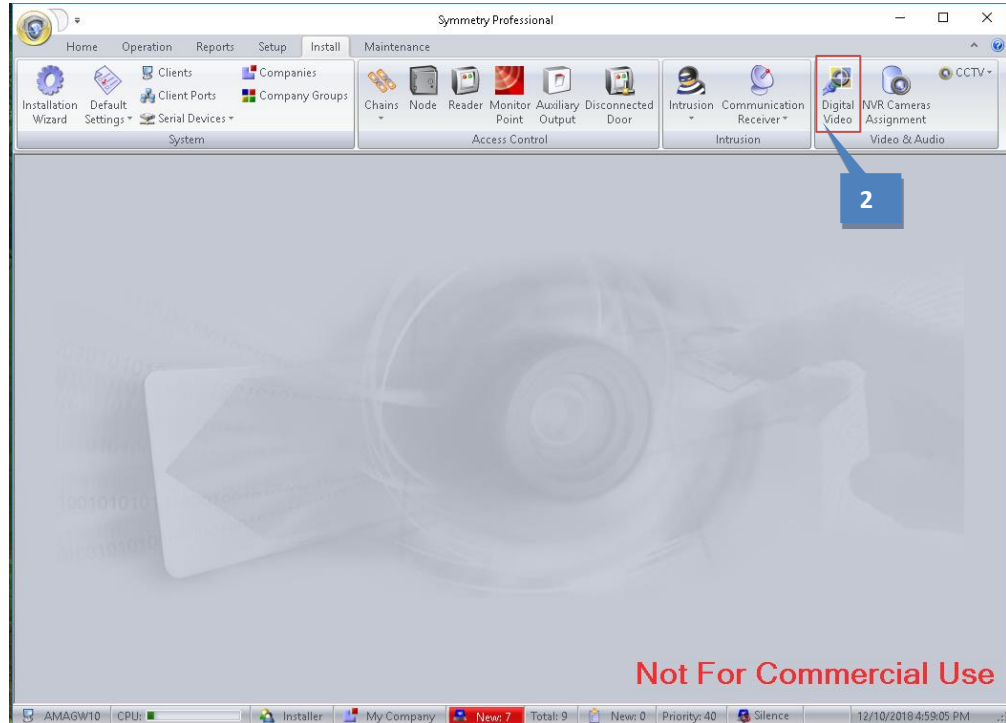 Symmetry Professional
Home Operation Reports Setup Install Maintenance
Installation Wizard
Default Settings
Clients
Client Ports
Serial Devices
Companies
Company Groups
System
Chains
Node
Reader
Monitor Point
Auxiliary Output
Disconnected Door
Access Control
Intrusion
Communication Receiver
Intrusion
Digital Video
NVR Cameras Assignment
CCTV
Video & Audio
2
Not For Commercial Use
AMAGW10 CPU: Installer My Company New: 7 Total: 9 New: 0 Priority: 40 Silence 12/10/2018 4:59:05 PM